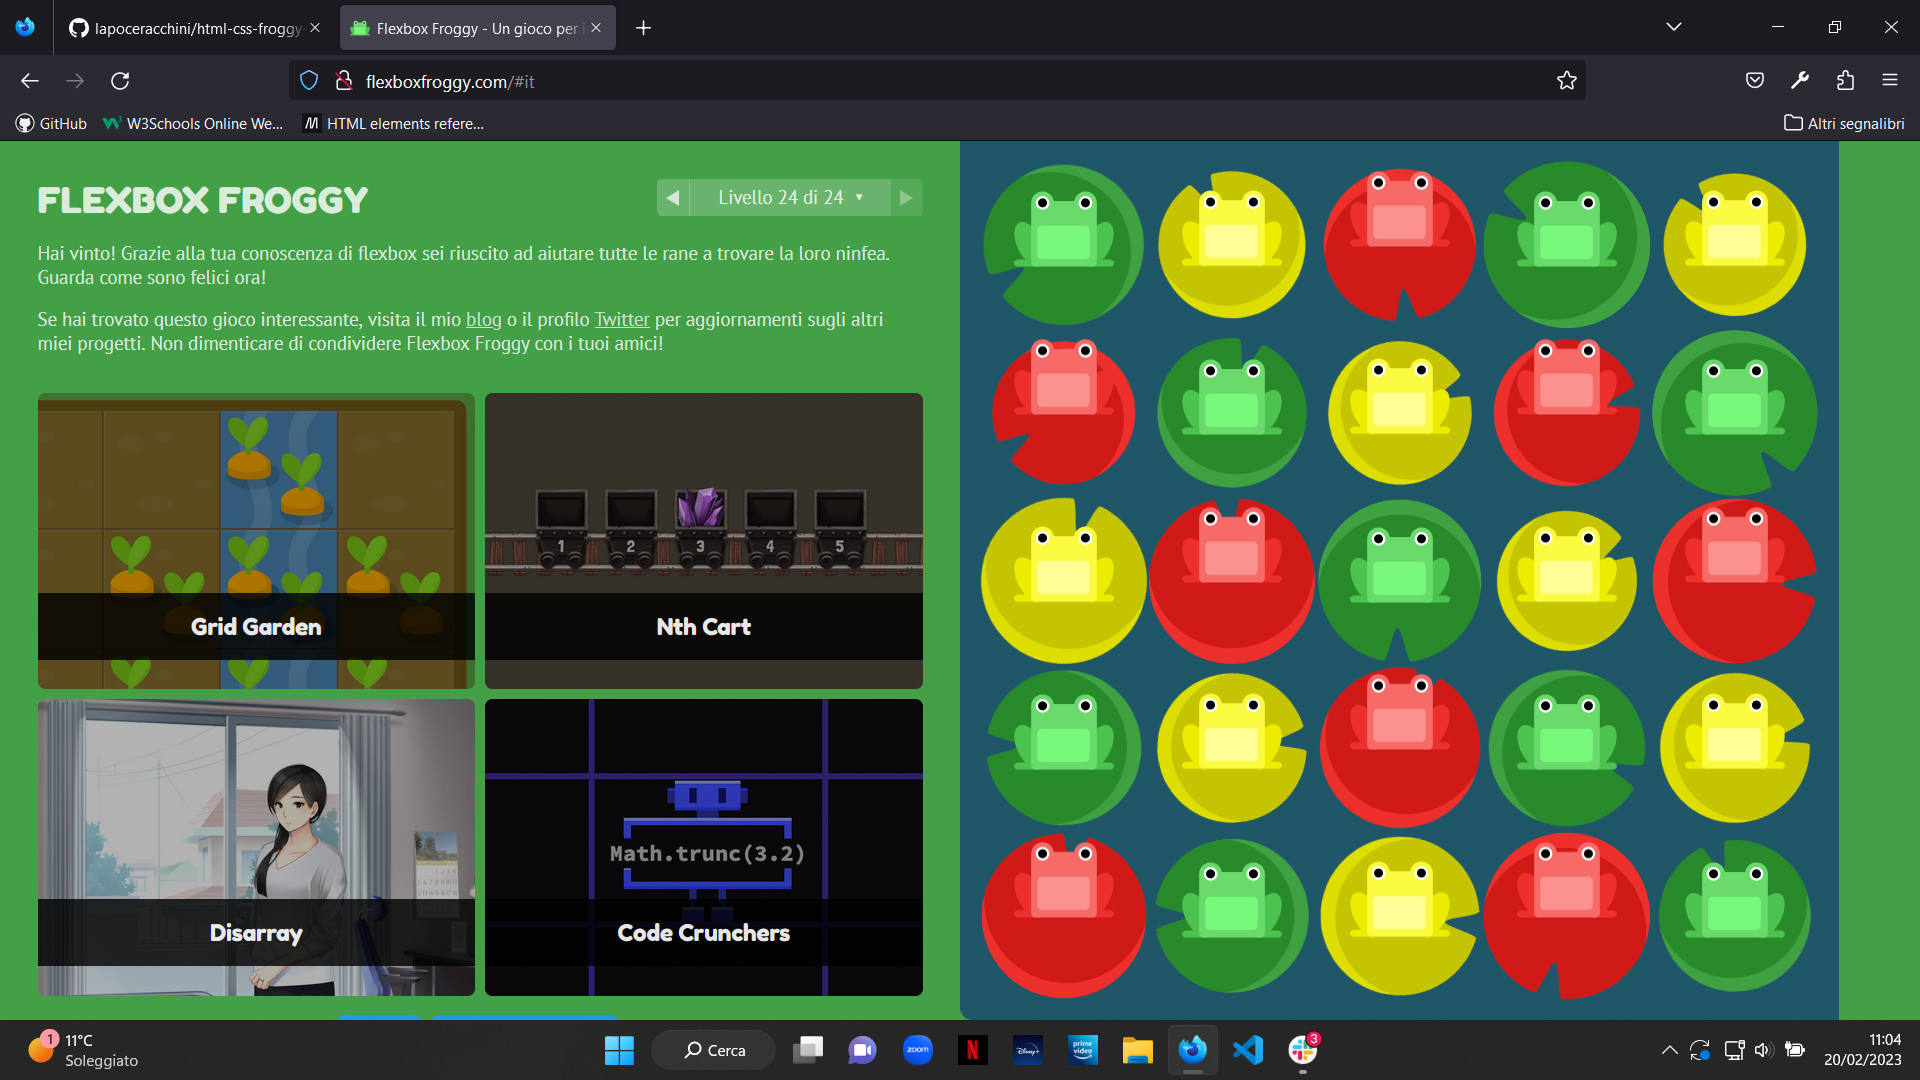 lapoceracchini/html-css-froggy-
Flexbox Froggy - Un gioco per i
flexboxfroggy.com/#it
GitHub
W3Schools Online We...
HTML elements refere...
Altri segnalibri
FLEXBOX FROGGY
Livello 24 di 24
Hai vinto! Grazie alla tua conoscenza di flexbox sei riuscito ad aiutare tutte le rane a trovare la loro ninfea.
Guarda come sono felici ora!
Se hai trovato questo gioco interessante, visita il mio blog o il profilo Twitter per aggiornamenti sugli altri
miei progetti. Non dimenticare di condividere Flexbox Froggy con i tuoi amici!
1 2 3 4 5
Grid Garden
Nth Cart
Math.trunc(3.2)
Disarray
Code Crunchers
1
11°C
Soleggiato
Cerca
zoom
N
Disney+
prime video
3
11:04
20/02/2023